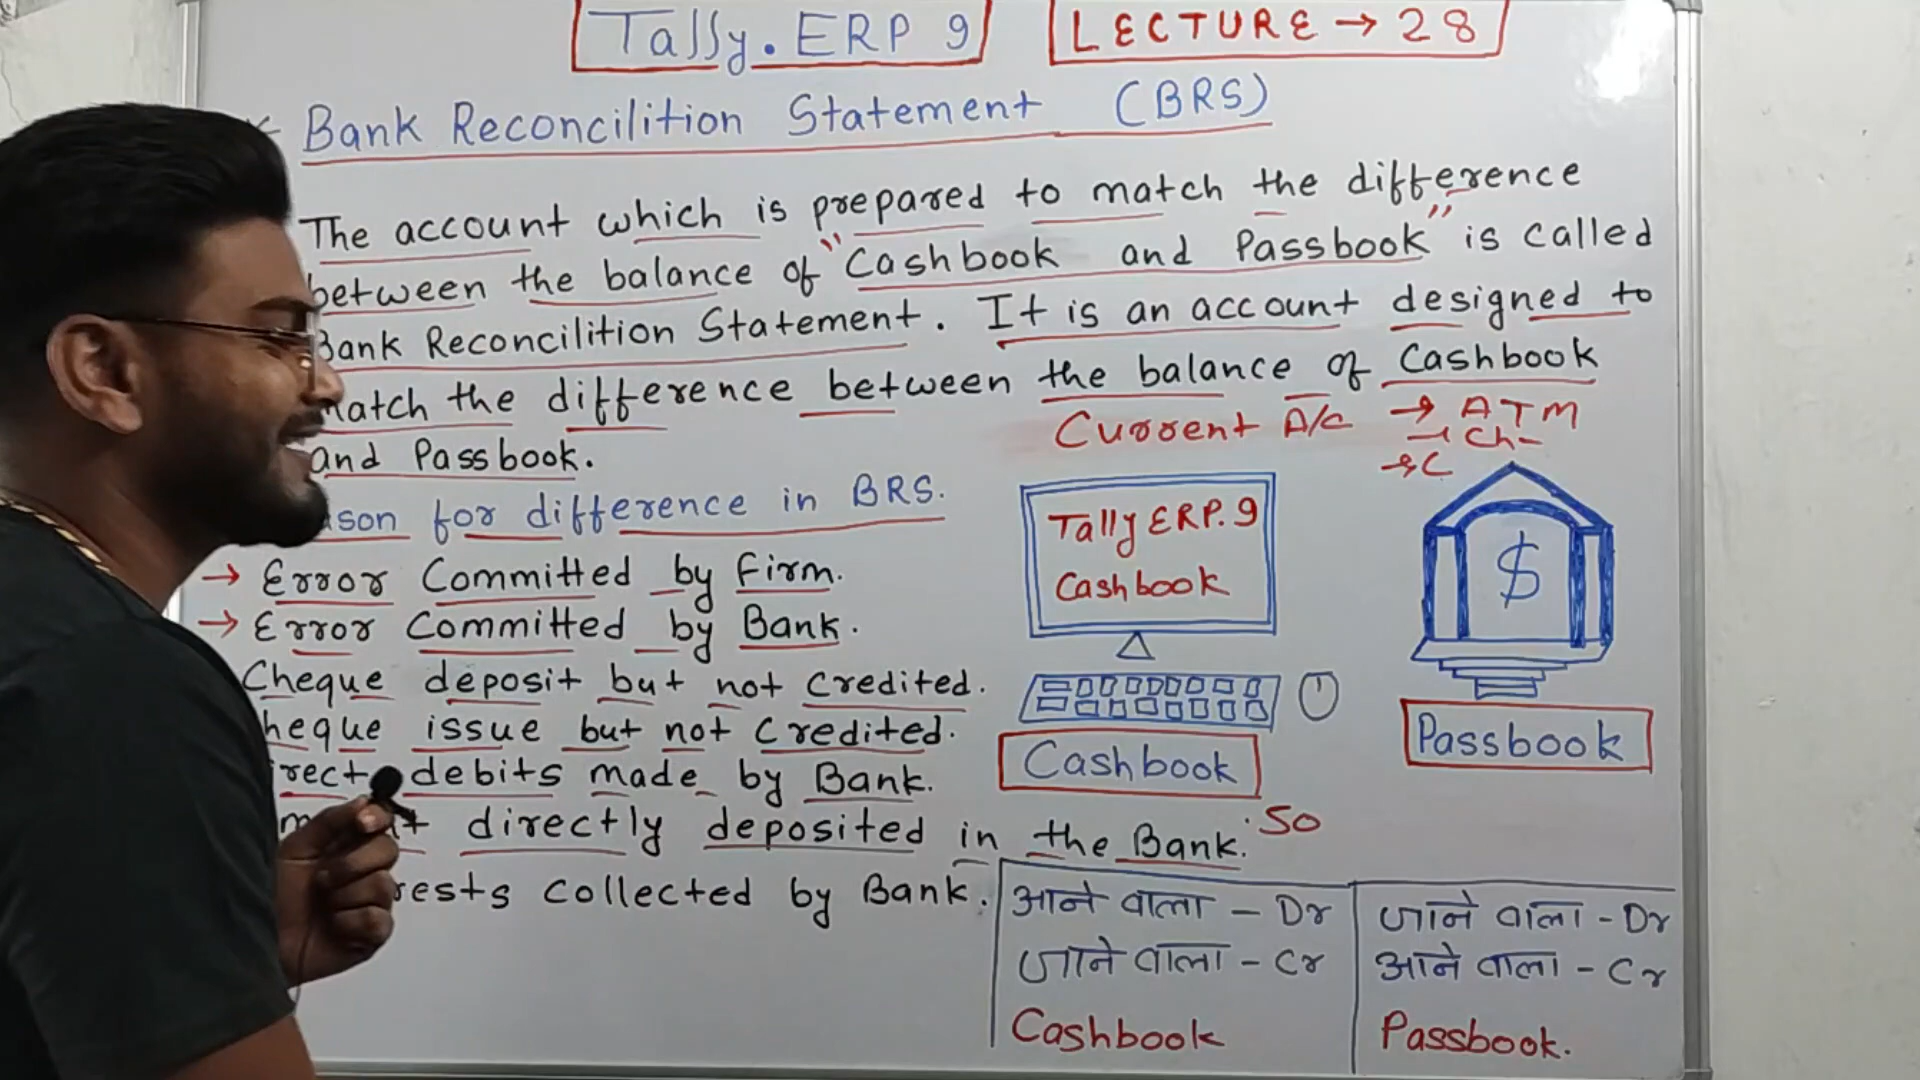 Tally.ERP 9
LECTURE → 28
Bank Reconcilition Statement (BRS)
The account which is prepared to match the difference
between the balance of "Cashbook and Passbook" is called
Bank Reconcilition Statement. It is an account designed to
match the difference between the balance of Cashbook
and Passbook.
Current A/c → ATM
→ Ch-
→ C
for difference in BRS.
→ Error Committed by Firm.
→ Error Committed by Bank.
Cheque deposit but not Credited.
Cheque issue but not Credited.
Direct debits made by Bank.
directly deposited in the Bank.
collected by Bank.
Tally ERP.9
Cashbook
$
Cashbook
Passbook
आने वाला - Dr
जाने वाला - Cr
Cashbook
जाने वाला - Dr
आने वाला - Cr
Passbook.